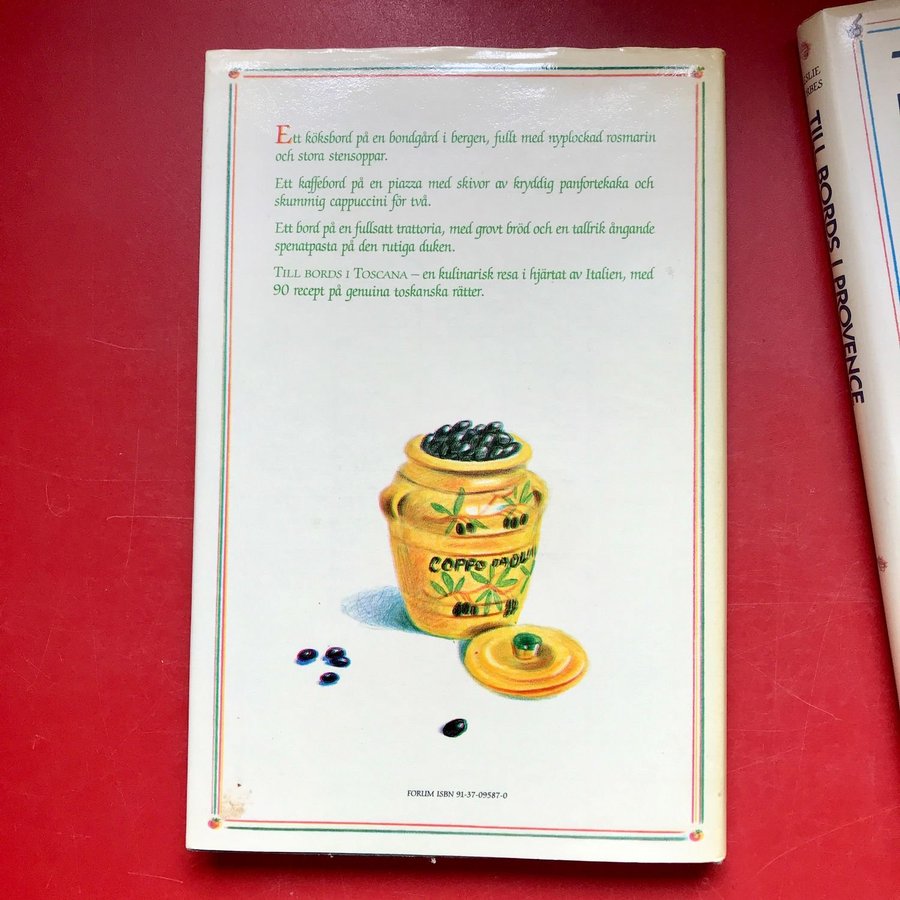 Ett köksbord på en bondgård i bergen, fullt med nyplockad rosmarin
och stora stensoppar.
Ett kaffebord på en piazza med skivor av kryddig panfortekaka och
skummig cappuccini för två.
Ett bord på en fullsatt trattoria, med grovt bröd och en tallrik ångande
spenatpasta på den rutiga duken.
TILL BORDS I TOSCANA – en kulinarisk resa i hjärtat av Italien, med
90 recept på genuina toskanska rätter.
COPPO
FORUM ISBN 91-37-09587-0
TILL BORDS I PROVENCE